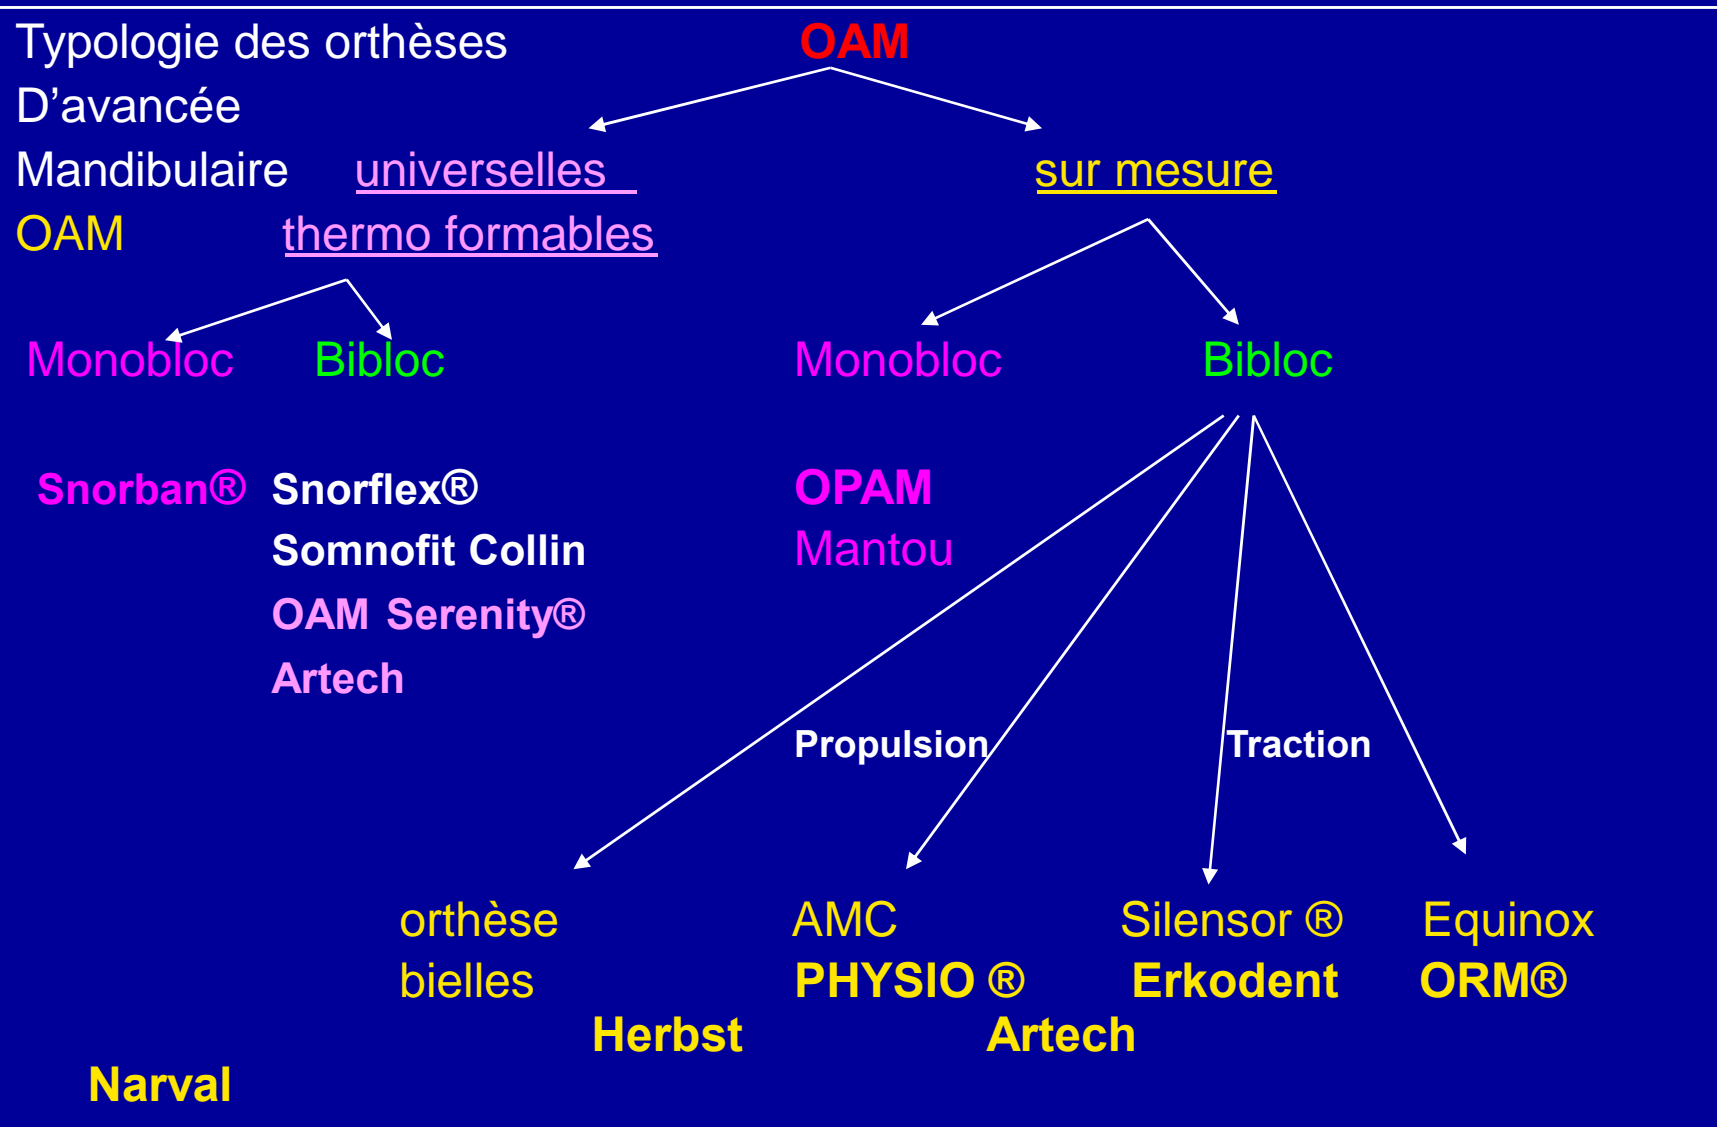 Typologie des orthèses OAM
D’avancée
Mandibulaire universelles sur mesure
OAM thermo formables
Monobloc Bibloc Monobloc Bibloc
Snorban® Snorflex® OPAM
Somnofit Collin Mantou
OAM Serenity®
Artech
Propulsion Traction
orthèse AMC Silensor ® Equinox
bielles PHYSIO ® Erkodent ORM®
Herbst Artech
Narval